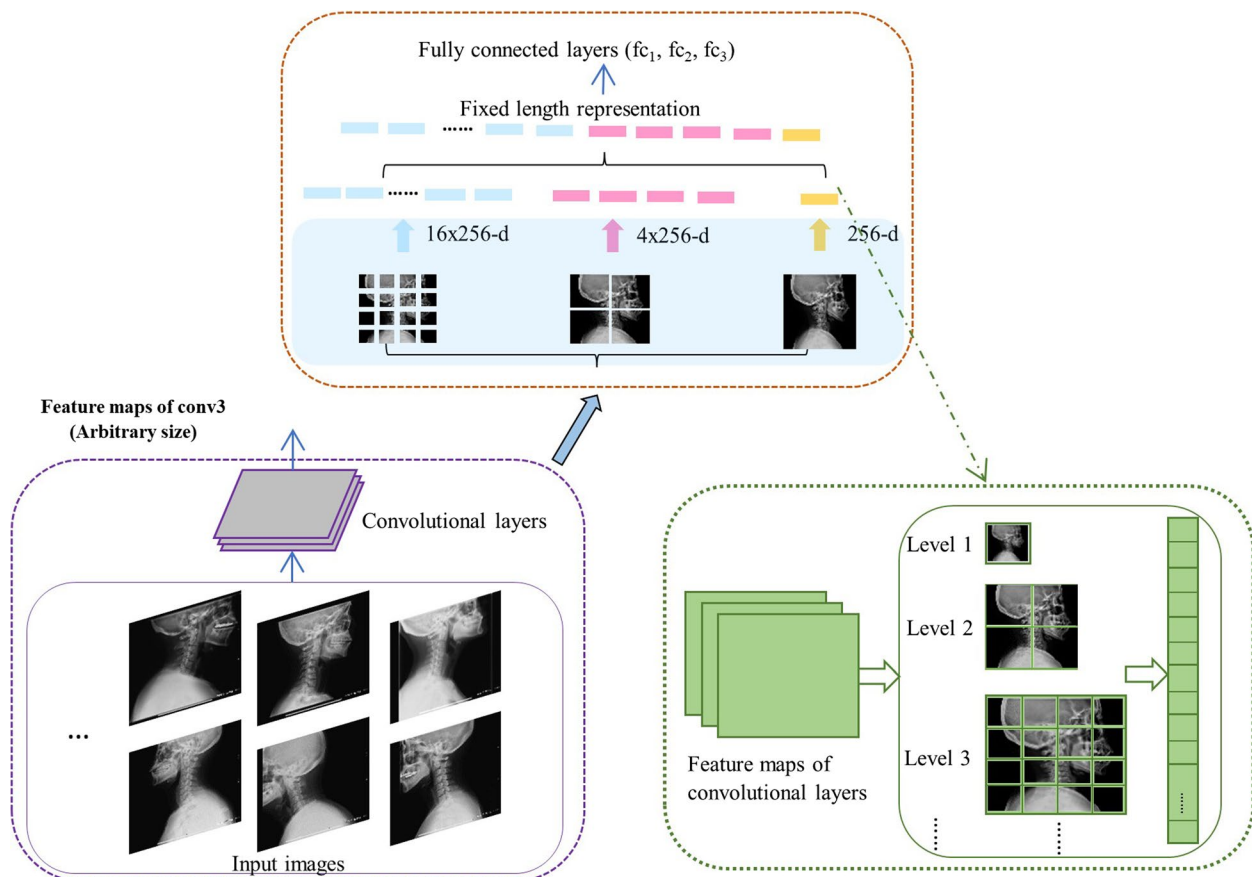 Fully connected layers (fc₁, fc₂, fc₃)
Fixed length representation
......
......
16x256-d
4x256-d
256-d
Feature maps of conv3
(Arbitrary size)
Convolutional layers
...
Input images
Level 1
Level 2
Level 3
Feature maps of
convolutional layers
......
......
......